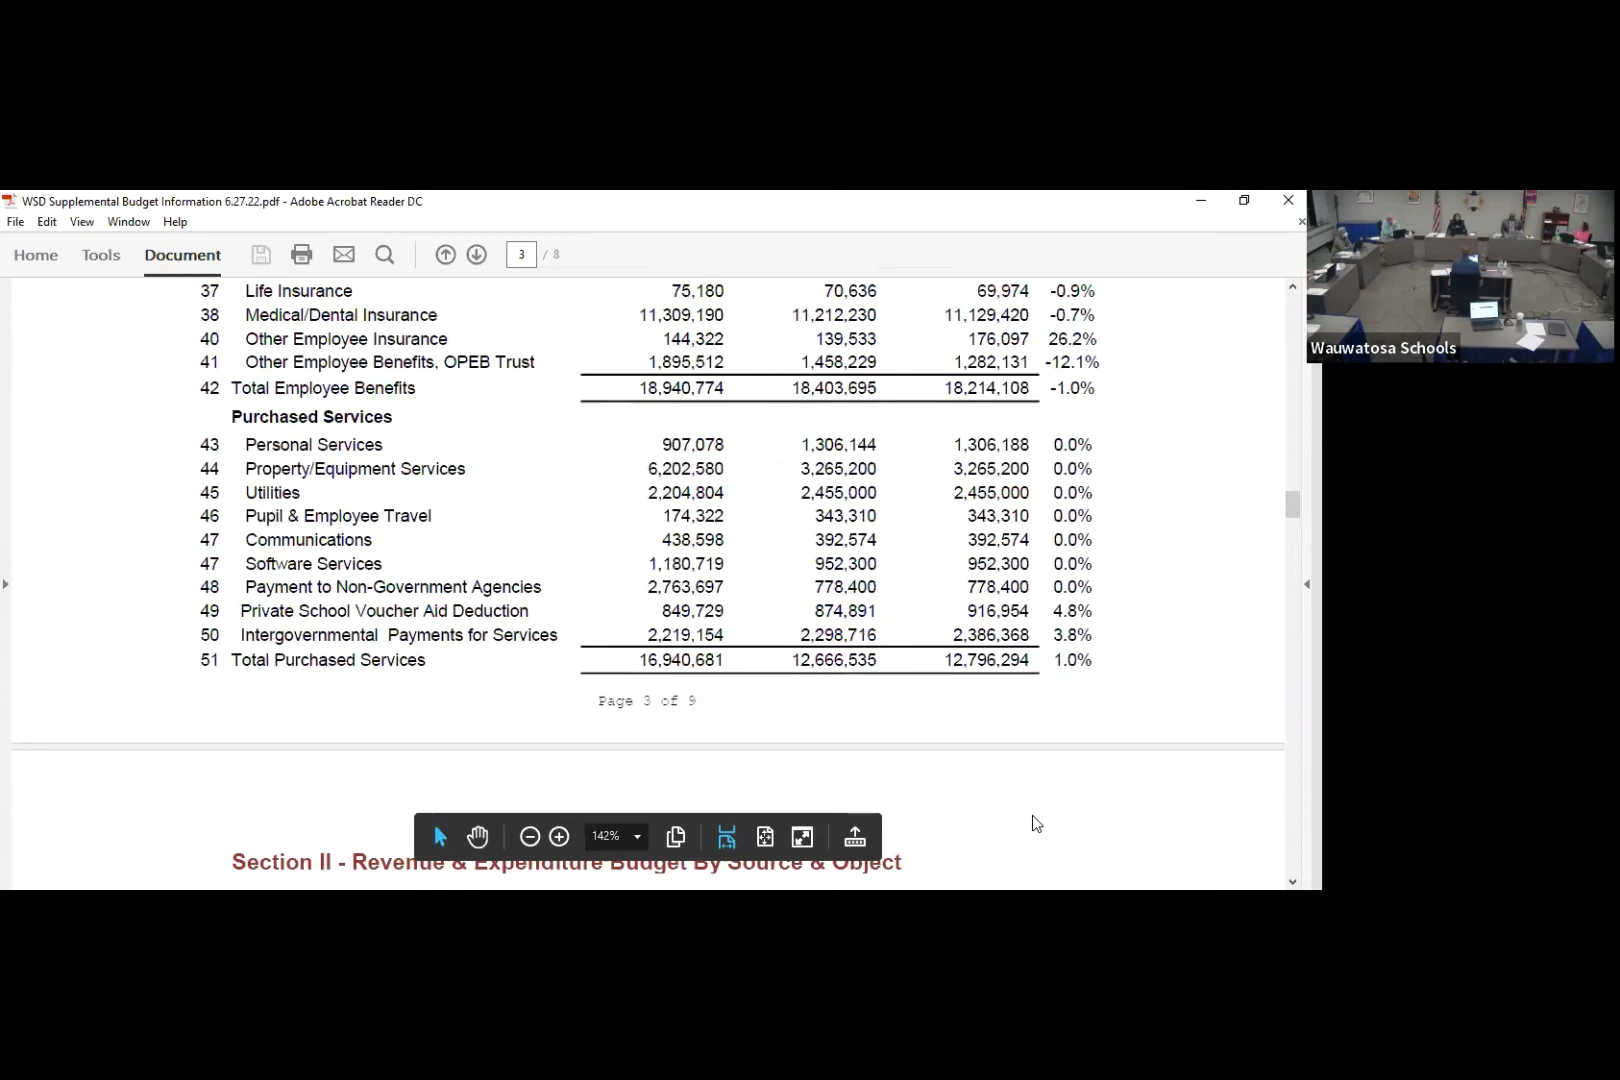 WSD Supplemental Budget Information 6.27.22.pdf - Adobe Acrobat Reader DC
File Edit View Window Help
Home Tools Document 3 / 8
37 Life Insurance 75,180 70,636 69,974 -0.9%
38 Medical/Dental Insurance 11,309,190 11,212,230 11,129,420 -0.7%
40 Other Employee Insurance 144,322 139,533 176,097 26.2%
41 Other Employee Benefits, OPEB Trust 1,895,512 1,458,229 1,282,131 -12.1%
42 Total Employee Benefits 18,940,774 18,403,695 18,214,108 -1.0%
Purchased Services
43 Personal Services 907,078 1,306,144 1,306,188 0.0%
44 Property/Equipment Services 6,202,580 3,265,200 3,265,200 0.0%
45 Utilities 2,204,804 2,455,000 2,455,000 0.0%
46 Pupil & Employee Travel 174,322 343,310 343,310 0.0%
47 Communications 438,598 392,574 392,574 0.0%
47 Software Services 1,180,719 952,300 952,300 0.0%
48 Payment to Non-Government Agencies 2,763,697 778,400 778,400 0.0%
49 Private School Voucher Aid Deduction 849,729 874,891 916,954 4.8%
50 Intergovernmental Payments for Services 2,219,154 2,298,716 2,386,368 3.8%
51 Total Purchased Services 16,940,681 12,666,535 12,796,294 1.0%
Page 3 of 9
142%
Section II - Revenue & Expenditure Budget By Source & Object
Wauwatosa Schools